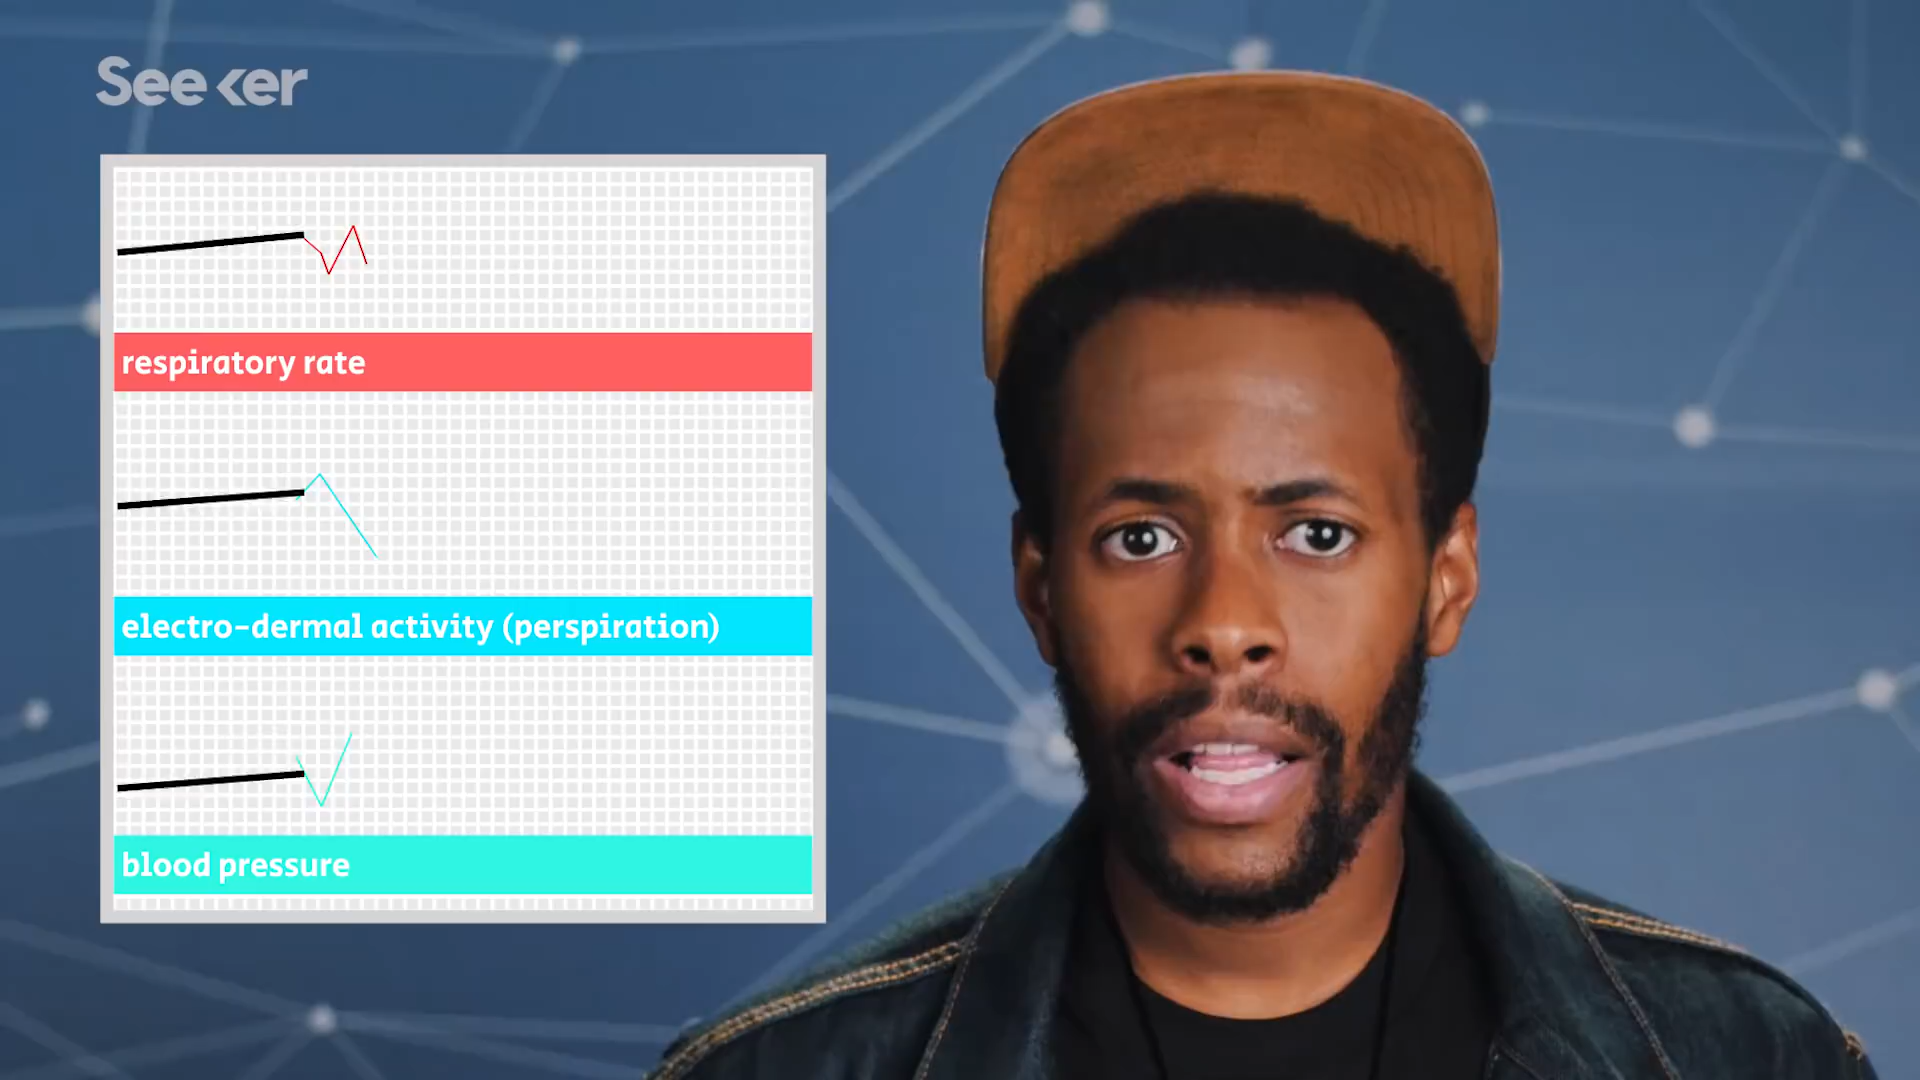 Seeker
respiratory rate
electro-dermal activity (perspiration)
blood pressure